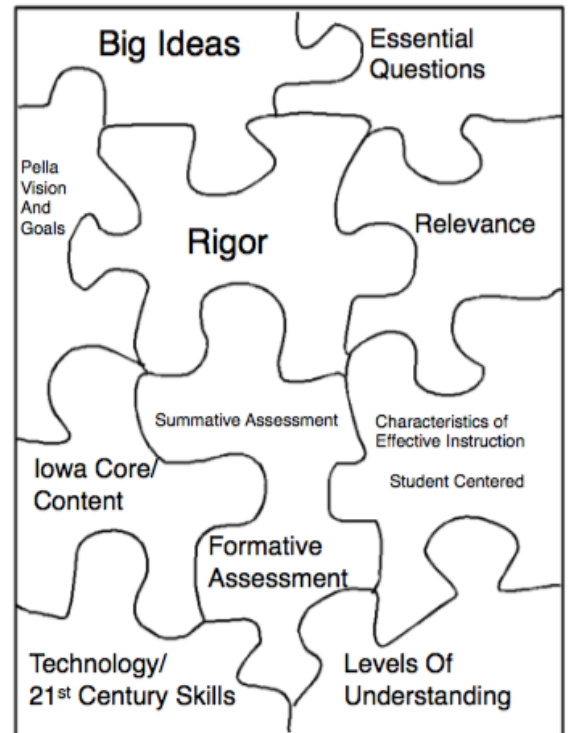 Big Ideas
Essential
Questions
Pella
Vision
And
Goals
Rigor
Relevance
Summative Assessment
Characteristics of
Effective Instruction
Student Centered
Iowa Core/
Content
Formative
Assessment
Technology/
21st Century Skills
Levels Of
Understanding